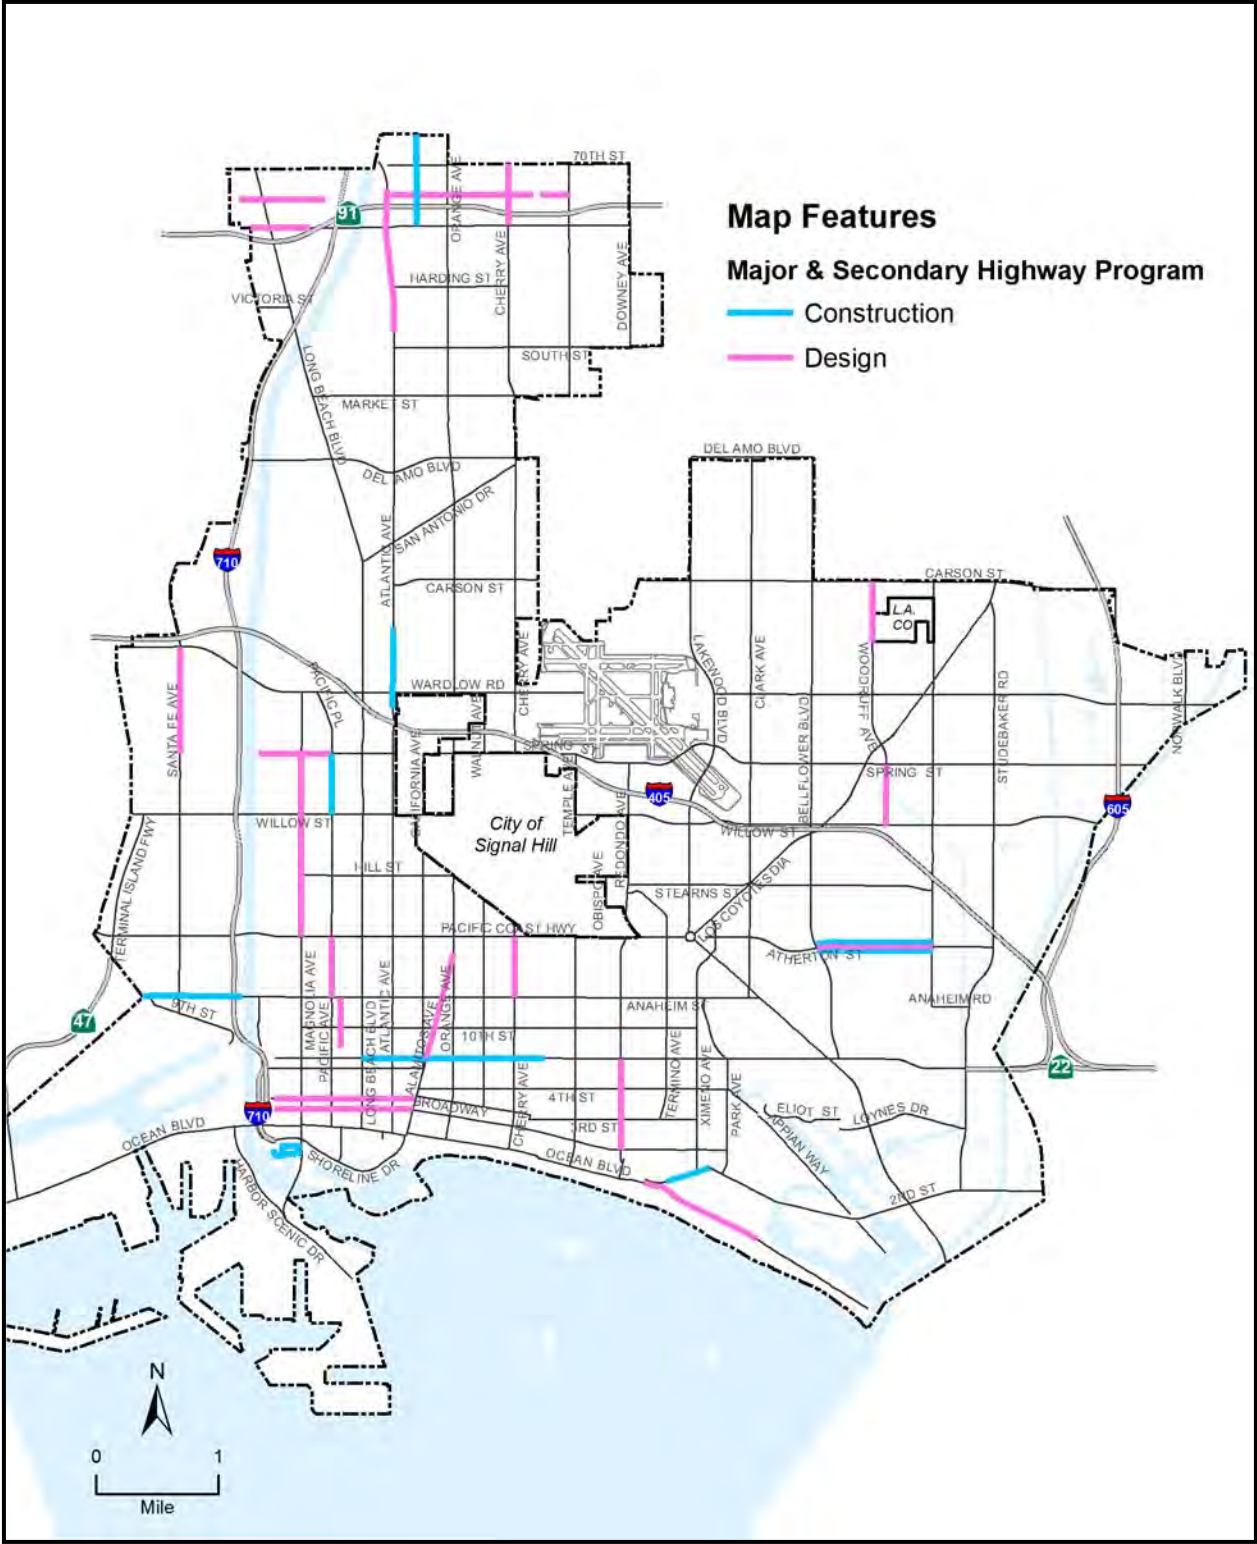 70TH ST
ORANGE AVE
91
Map Features
Major & Secondary Highway Program
Construction
Design
HARDING ST
CHERRY AVE
DOWNEY AVE
VICTORIA ST
SOUTH ST
LONG BEACH BLVD
MARKET ST
DEL AMO BLVD
DEL AMO BLVD
SAN ANTONIO DR
ATLANTIC AVE
710
CARSON ST
CARSON ST
L.A.
CO
CHERRY AVE
LAKEWOOD BLVD
CLARK AVE
WOODRUFF AVE
NORWALK BLVD
PACIFIC PL
WARDLOW RD
SANTA FE AVE
STUDEBAKER RD
WALNUT AVE
CALIFORNIA AVE
BELLFLOWER BLVD
SPRING ST
SPRING ST
TEMPLE AVE
405
605
REDONDO AVE
WILLOW ST
City of
Signal Hill
WILLOW ST
TERMINAL ISLAND FWY
HILL ST
OBISPO AVE
STEARNS ST
LOS COYOTES DIA
PACIFIC COAST HWY
ATHERTON ST
MAGNOLIA AVE
ATLANTIC AVE
ORANGE AVE
ANAHEIM ST
ANAHEIM RD
9TH ST
47
PACIFIC AVE
LONG BEACH BLVD
ALAMITOS AVE
10TH ST
TERMINO AVE
XIMENO AVE
22
PARK AVE
CHERRY AVE
4TH ST
BROADWAY
710
3RD ST
ELIOT ST
LOYNES DR
APPIAN WAY
OCEAN BLVD
SHORELINE DR
OCEAN BLVD
2ND ST
HARBOR SCENIC DR
N
0 1
Mile